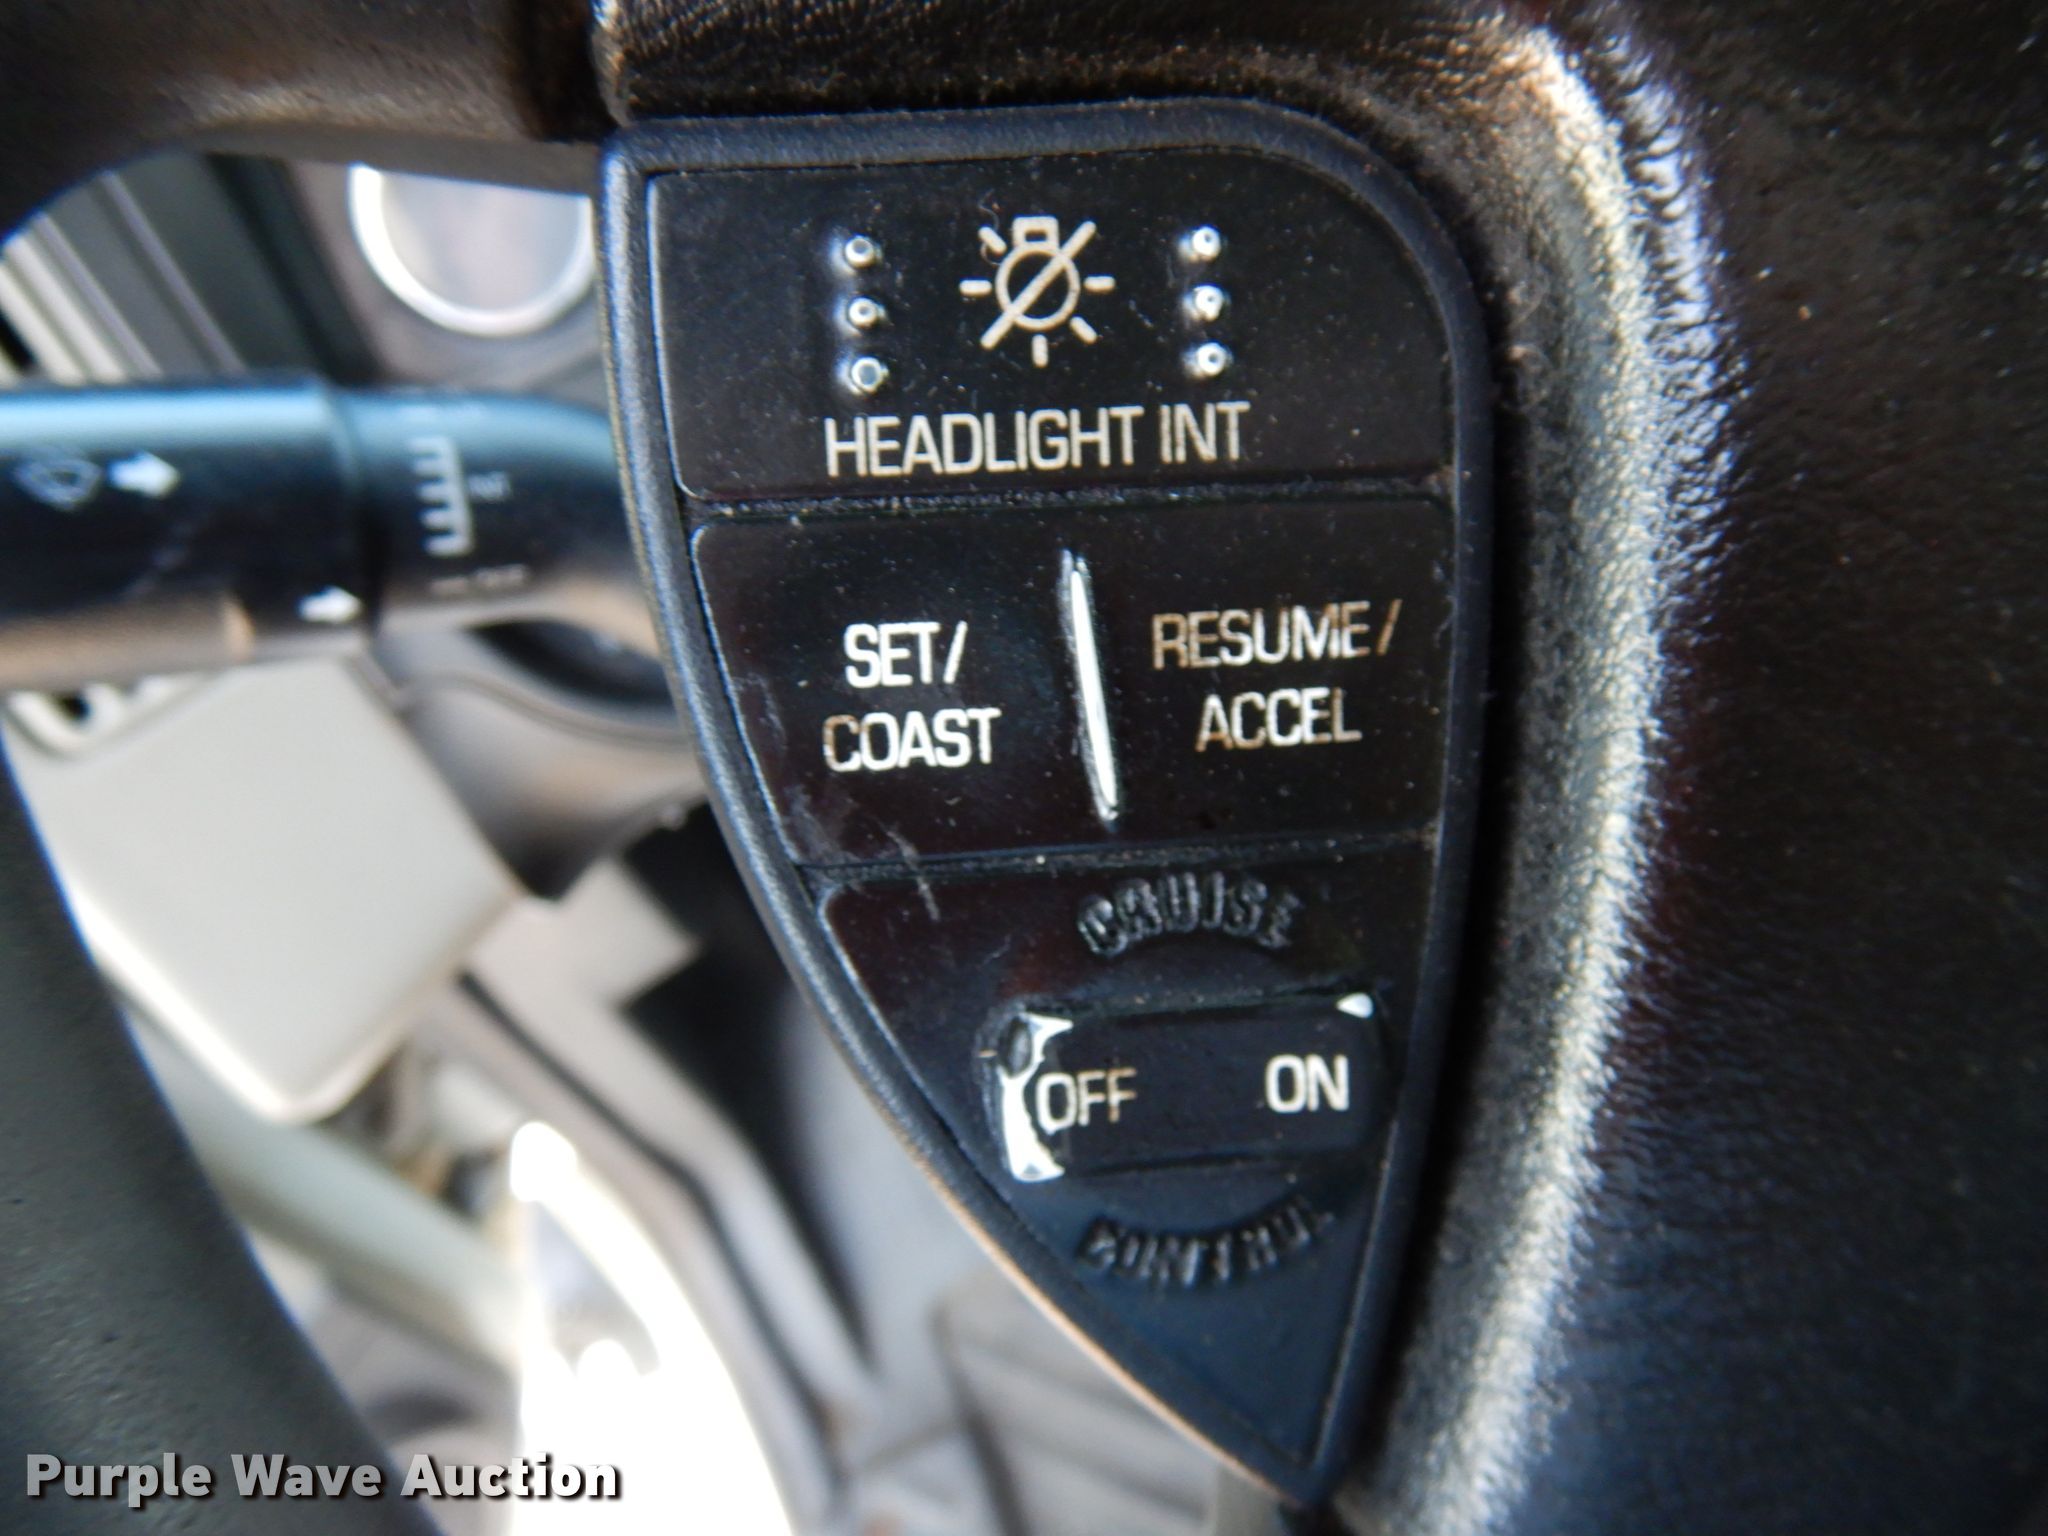 HEADLIGHT INT
SET/
COAST
RESUME/
ACCEL
CRUISE
OFF ON
CONTROL
Purple Wave Auction